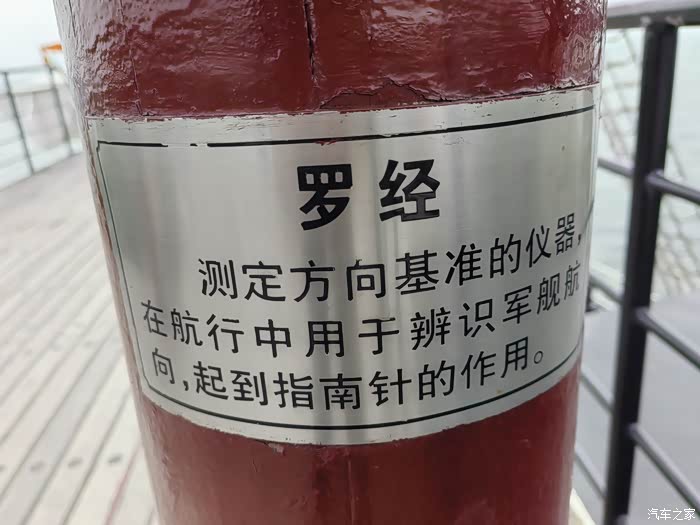 罗经
测定方向基准的仪器，
在航行中用于辨识军舰航
向，起到指南针的作用。
汽车之家